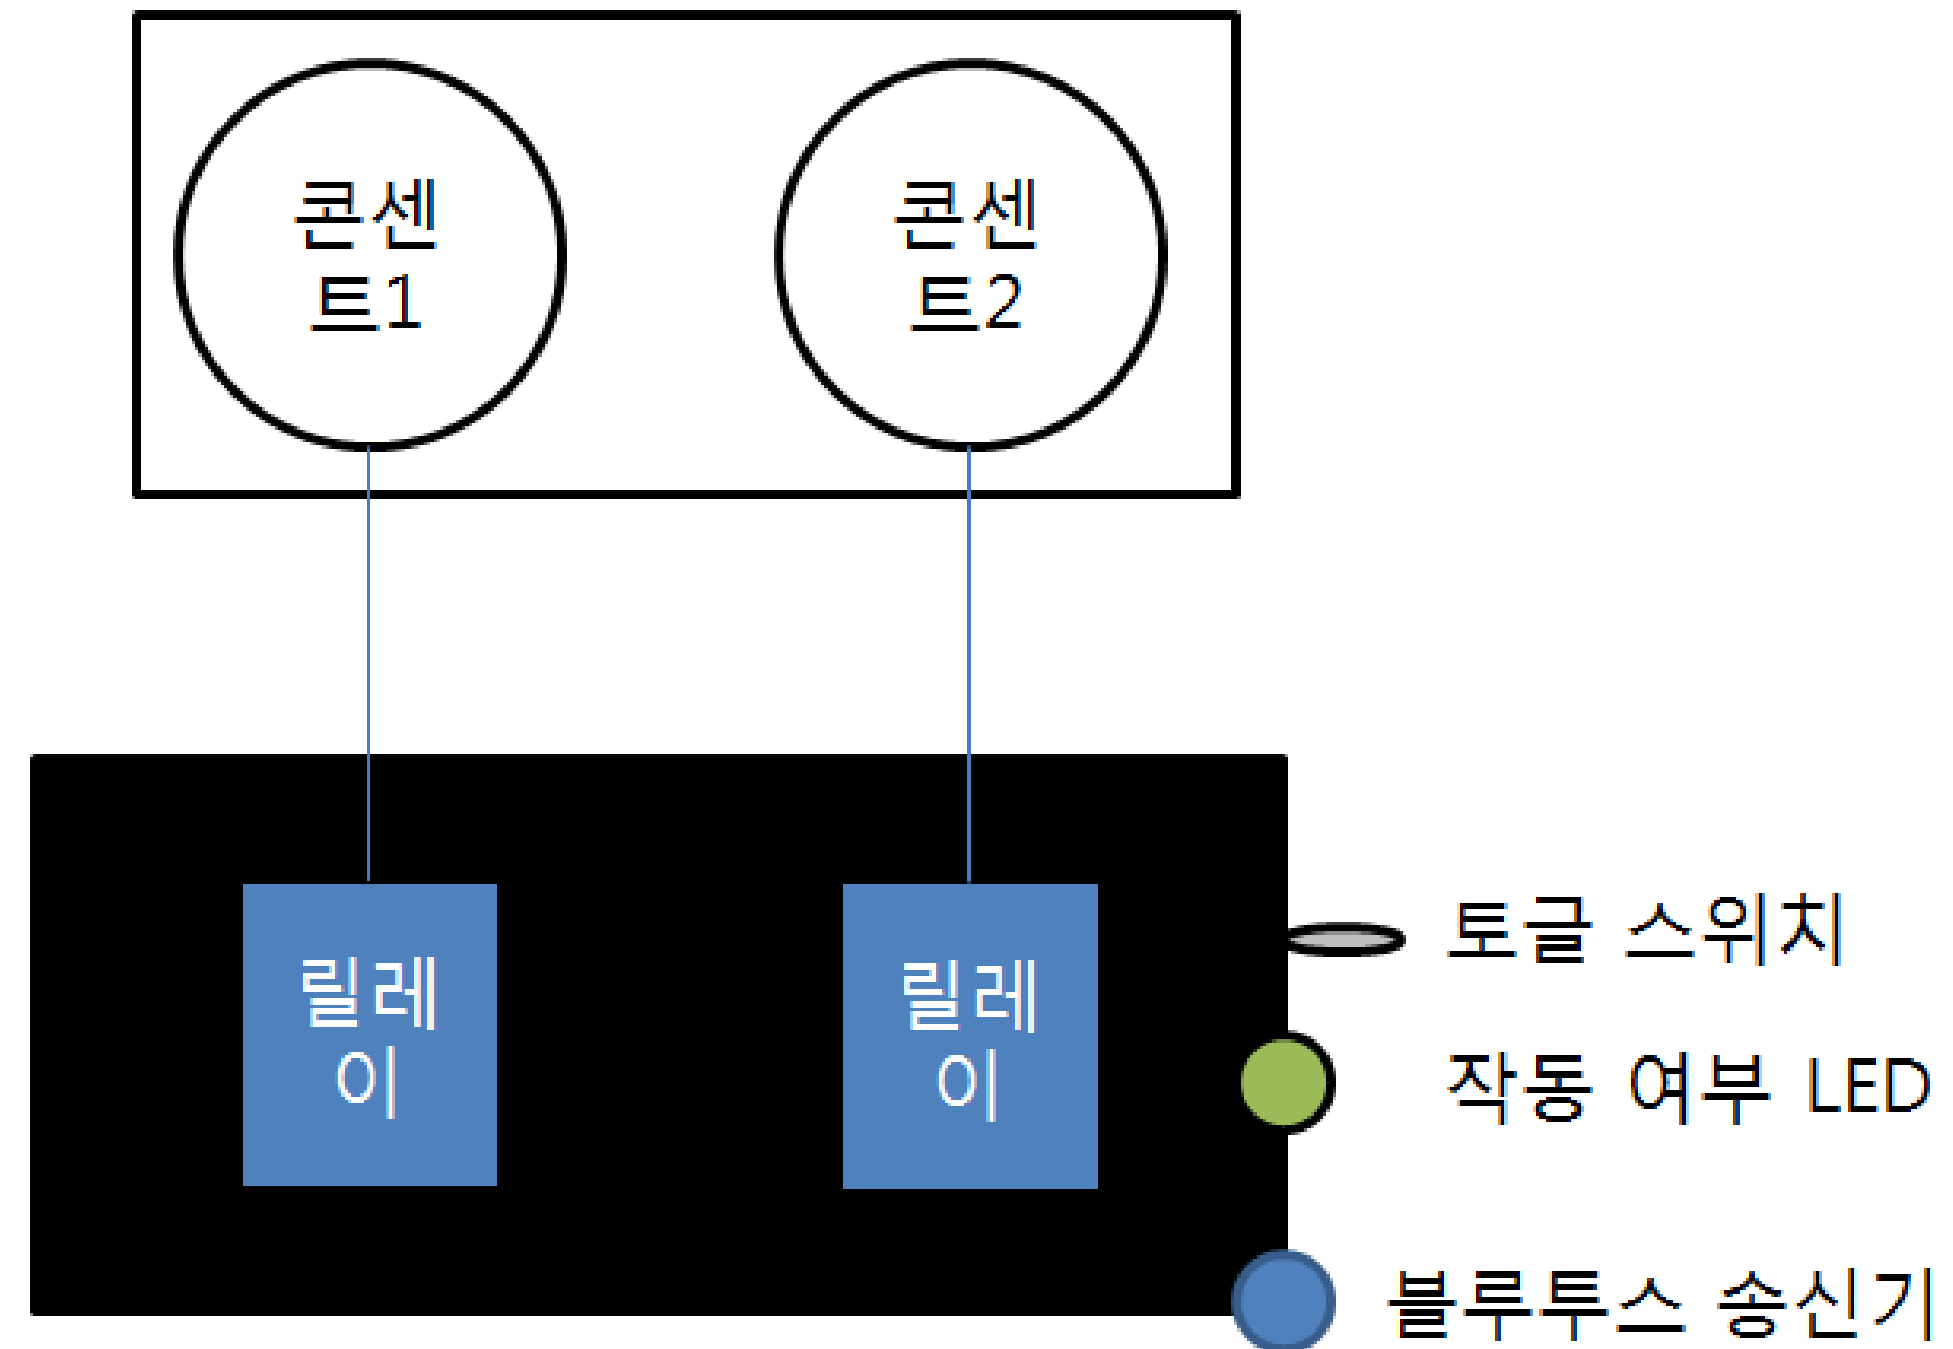 콘센
트1
콘센
트2
릴레
이
릴레
이
토글 스위치
작동 여부 LED
블루투스 송신기